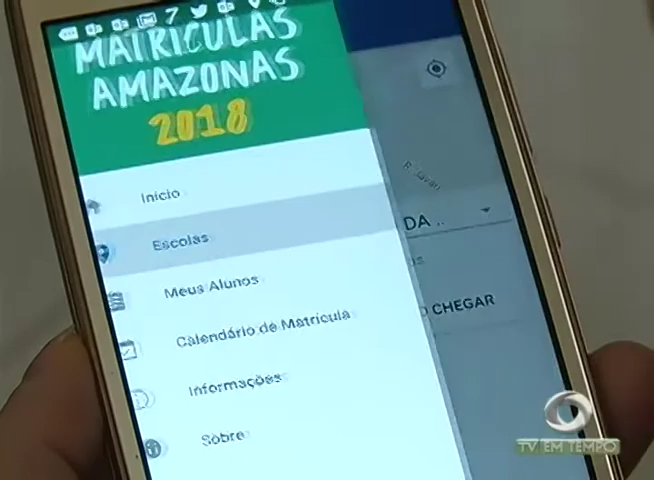 MATRÍCULAS
AMAZONAS
2018
Início
Escolas
Meus Alunos
Calendário de Matrícula
Informações
Sobre
DA ..
CHEGAR
TV EM TEMPO